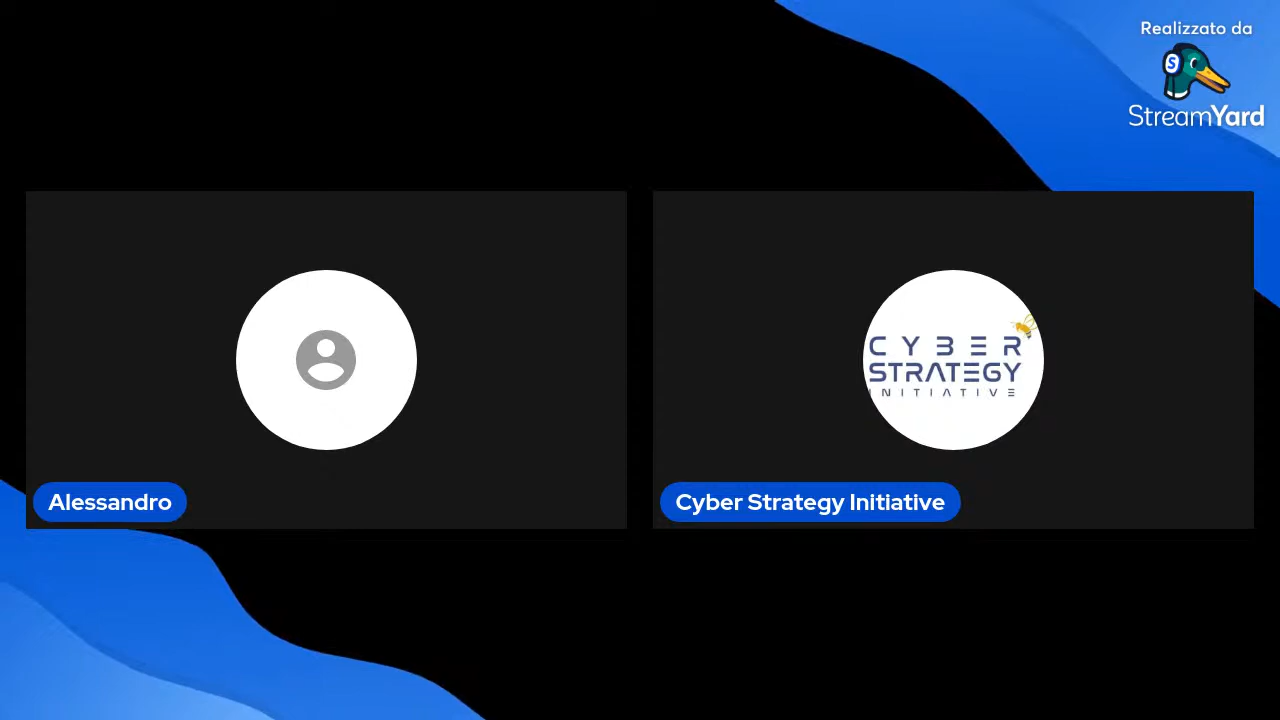 Realizzato da
S
StreamYard
CYBER
STRATEGY
INITIATIVE
Alessandro
Cyber Strategy Initiative